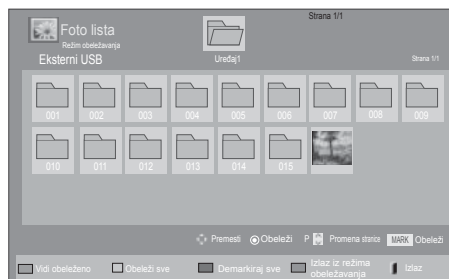 Strana 1/1
Foto lista
Režim obeležavanja
Eksterni USB
Uređaj1
Strana 1/1
001 002 003 004 005 006 007 008 009
010 011 012 013 014 015
Premesti Obeleži P Promena stranice MARK Obeleži
Vidi obeleženo Obeleži sve Demarkiraj sve Izlaz iz režima obeležavanja Izlaz